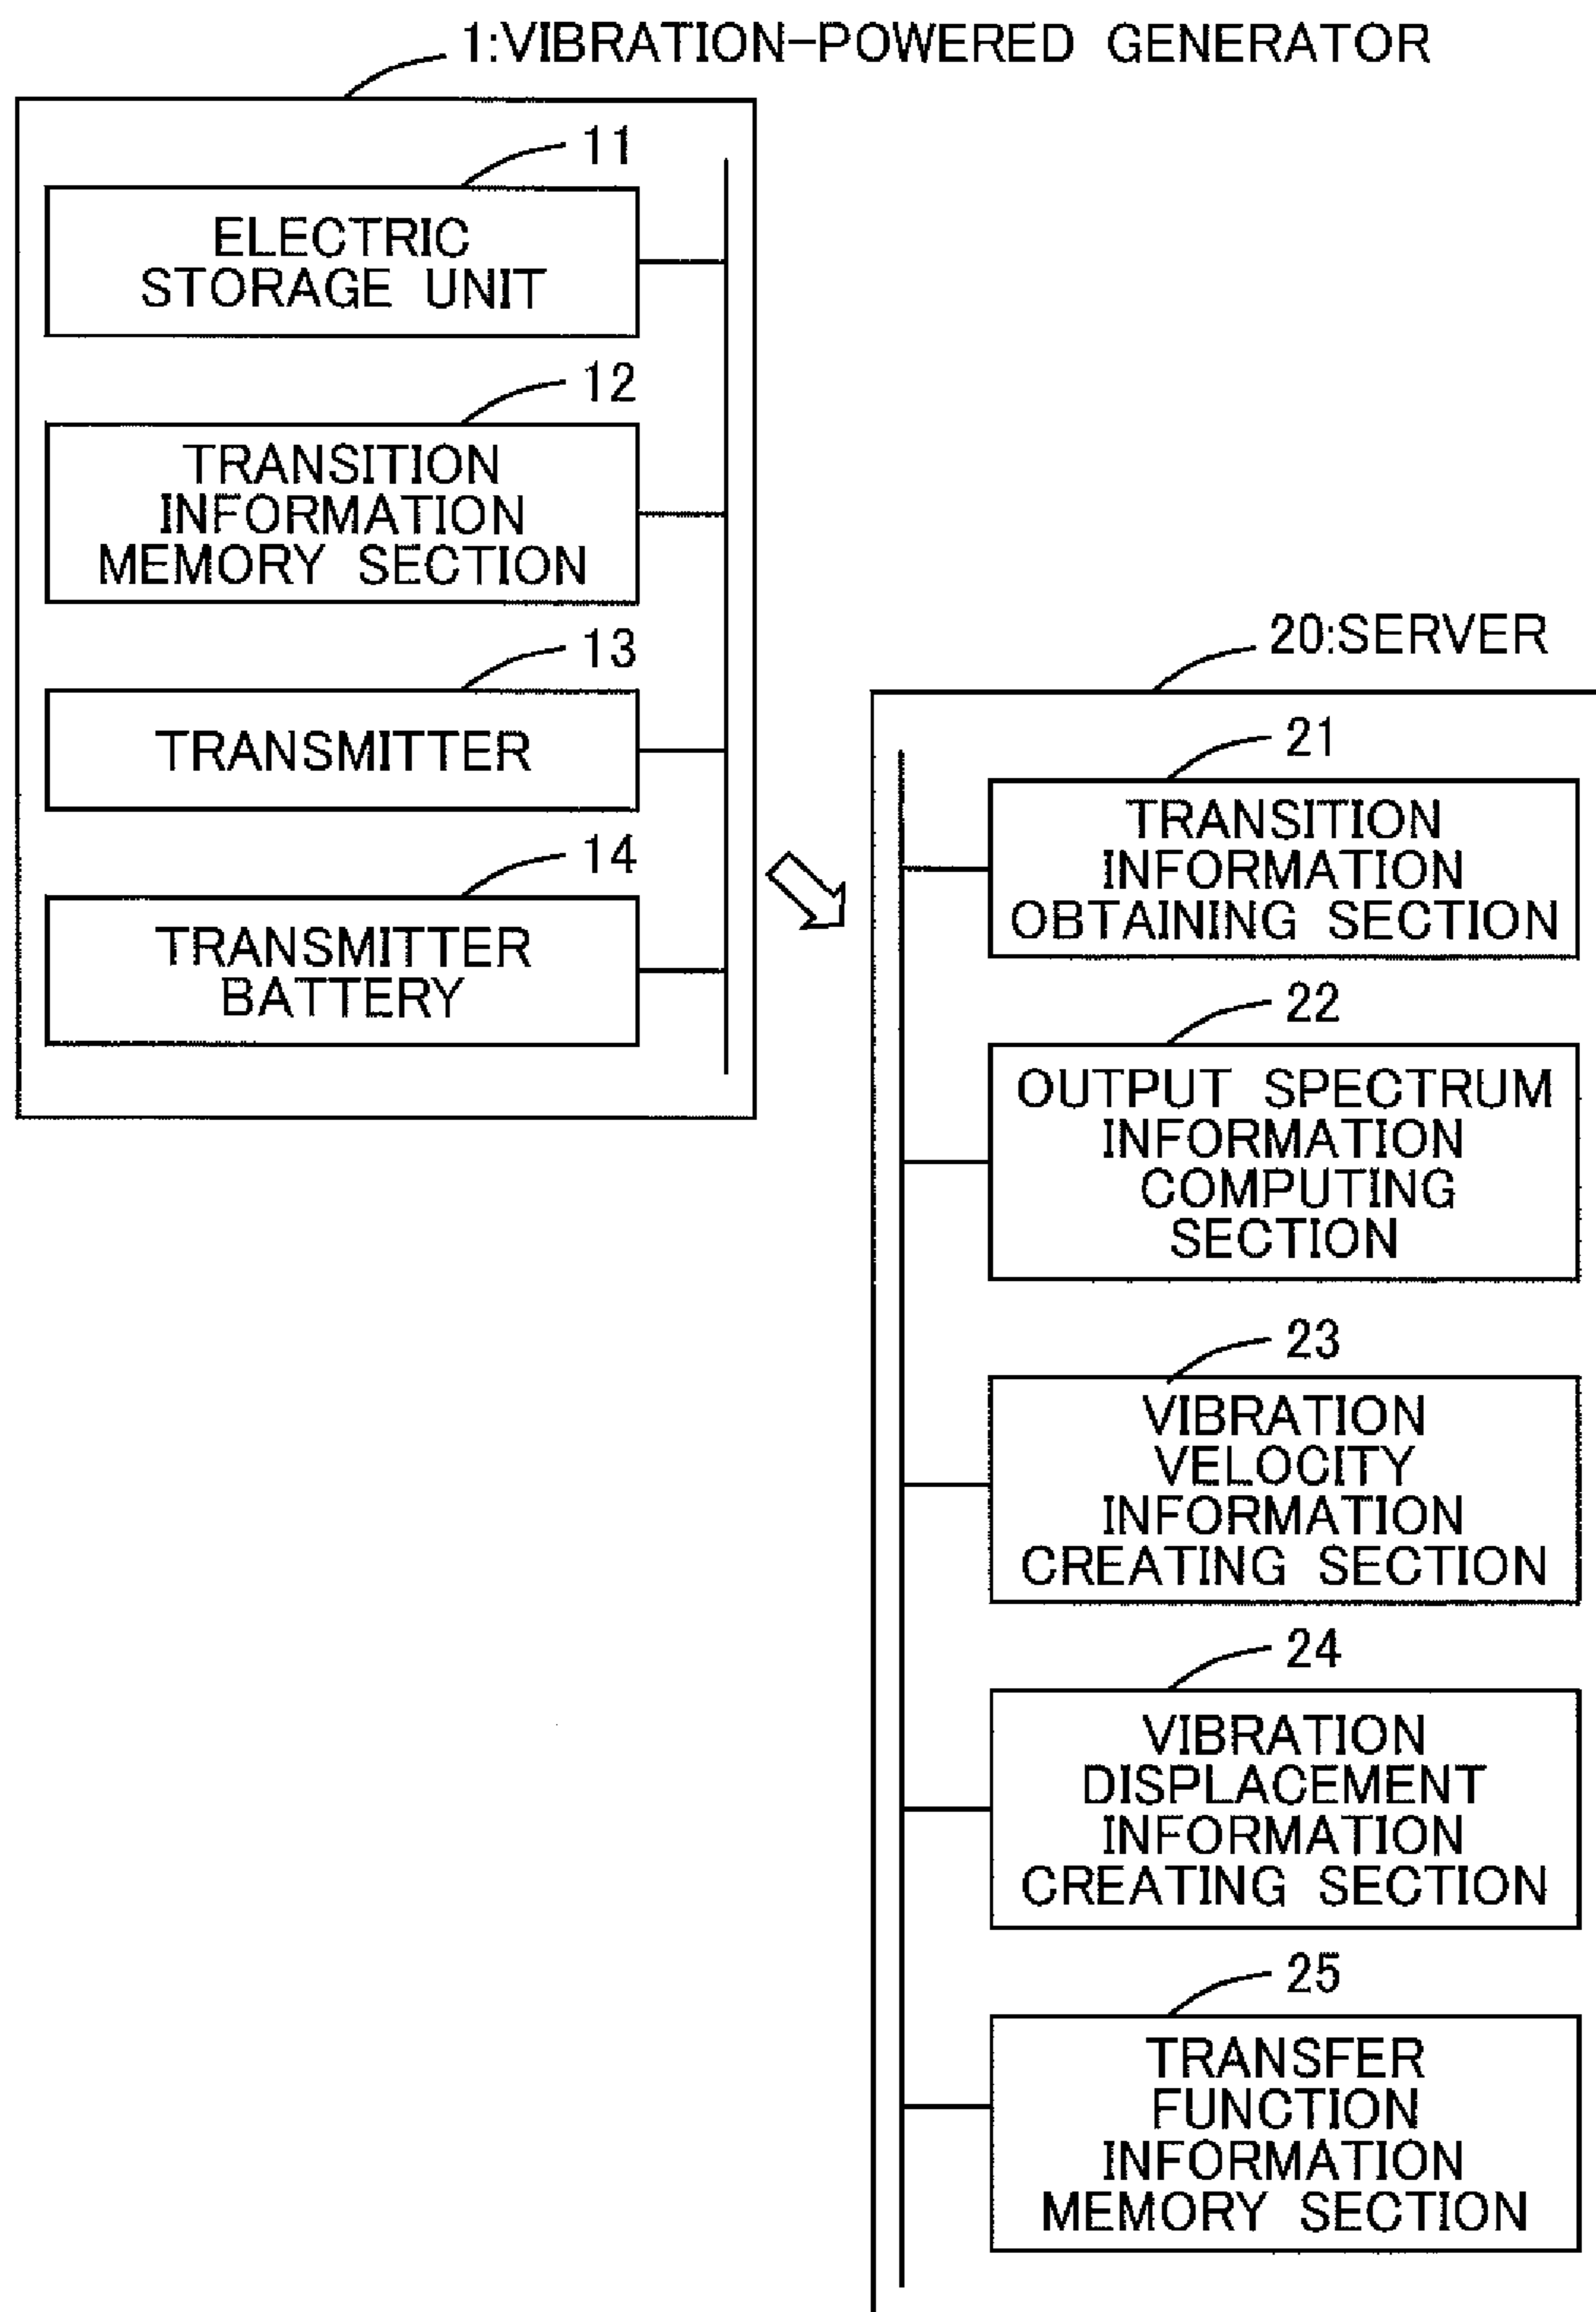 1:VIBRATION-POWERED GENERATOR
11
ELECTRIC
STORAGE UNIT
12
TRANSITION
INFORMATION
MEMORY SECTION
13
TRANSMITTER
14
TRANSMITTER
BATTERY
20:SERVER
21
TRANSITION
INFORMATION
OBTAINING SECTION
22
OUTPUT SPECTRUM
INFORMATION
COMPUTING
SECTION
23
VIBRATION
VELOCITY
INFORMATION
CREATING SECTION
24
VIBRATION
DISPLACEMENT
INFORMATION
CREATING SECTION
25
TRANSFER
FUNCTION
INFORMATION
MEMORY SECTION